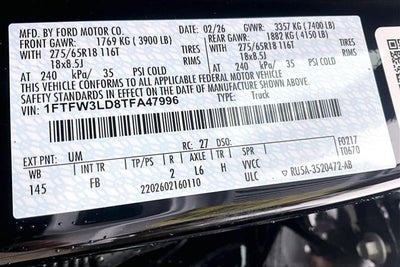 MFD. BY FORD MOTOR CO. 02/26 GVWR: 3357 KG (7400 LB)
FRONT GAWR: 1769 KG (3900 LB) REAR GAWR: 1882 KG (4150 LB)
WITH 275/65R18 116T WITH 275/65R18 116T
18x8.5J 18x8.5J
AT 240 kPa/ 35 PSI COLD AT 240 kPa/ 35 PSI COLD
THIS VEHICLE CONFORMS TO ALL APPLICABLE FEDERAL MOTOR VEHICLE
SAFETY STANDARDS IN EFFECT ON THE DATE OF MANUFACTURE SHOWN ABOVE.
VIN: 1FTFW3LD8TFA47996 TYPE: Truck
F0217
T0670
EXT PNT: UM RC: 27 DSO:
WB INT TR TP/PS R AXLE TR SPR
145 FB 2 L6 H VVCC
2202602160110 ULC
RU5A-3520472-AB